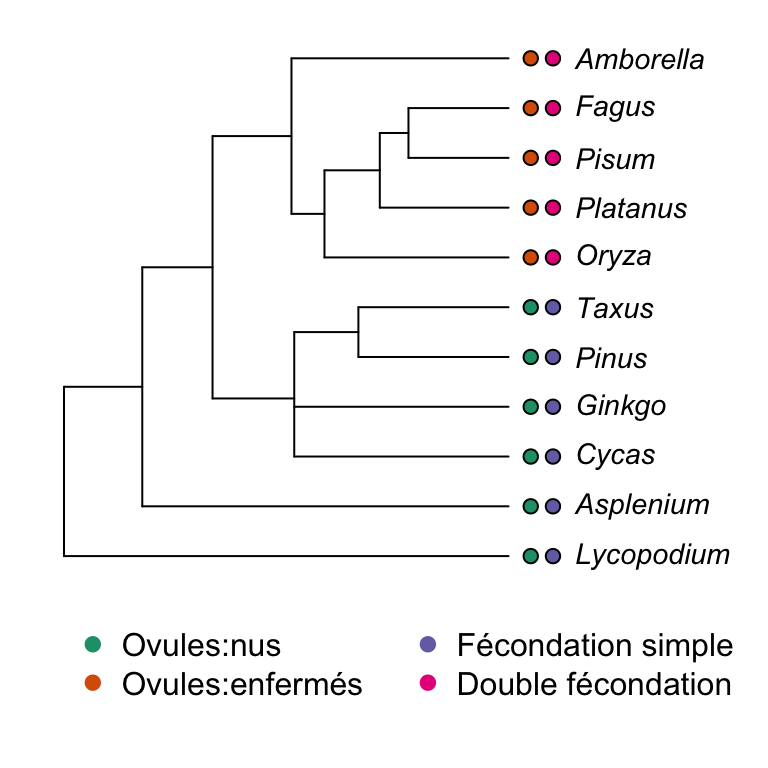 Amborella
Fagus
Pisum
Platanus
Oryza
Taxus
Pinus
Ginkgo
Cycas
Asplenium
Lycopodium
Ovules:nus
Fécondation simple
Ovules:enfermés
Double fécondation